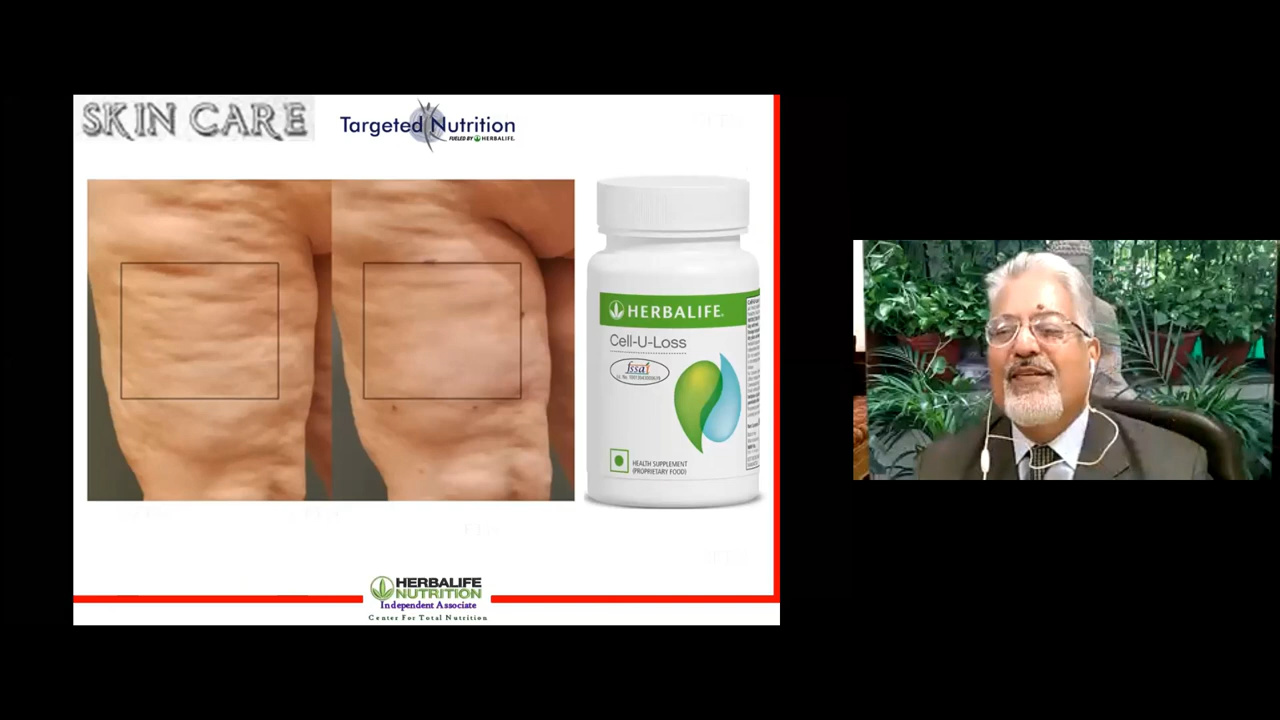 SKIN CARE
Targeted Nutrition
FUELED BY HERBALIFE.
HERBALIFE.
Cell-U-Loss
fssai
HEALTH SUPPLEMENT
(PROPRIETARY FOOD)
HERBALIFE
NUTRITION
Independent Associate
Center For Total Nutrition